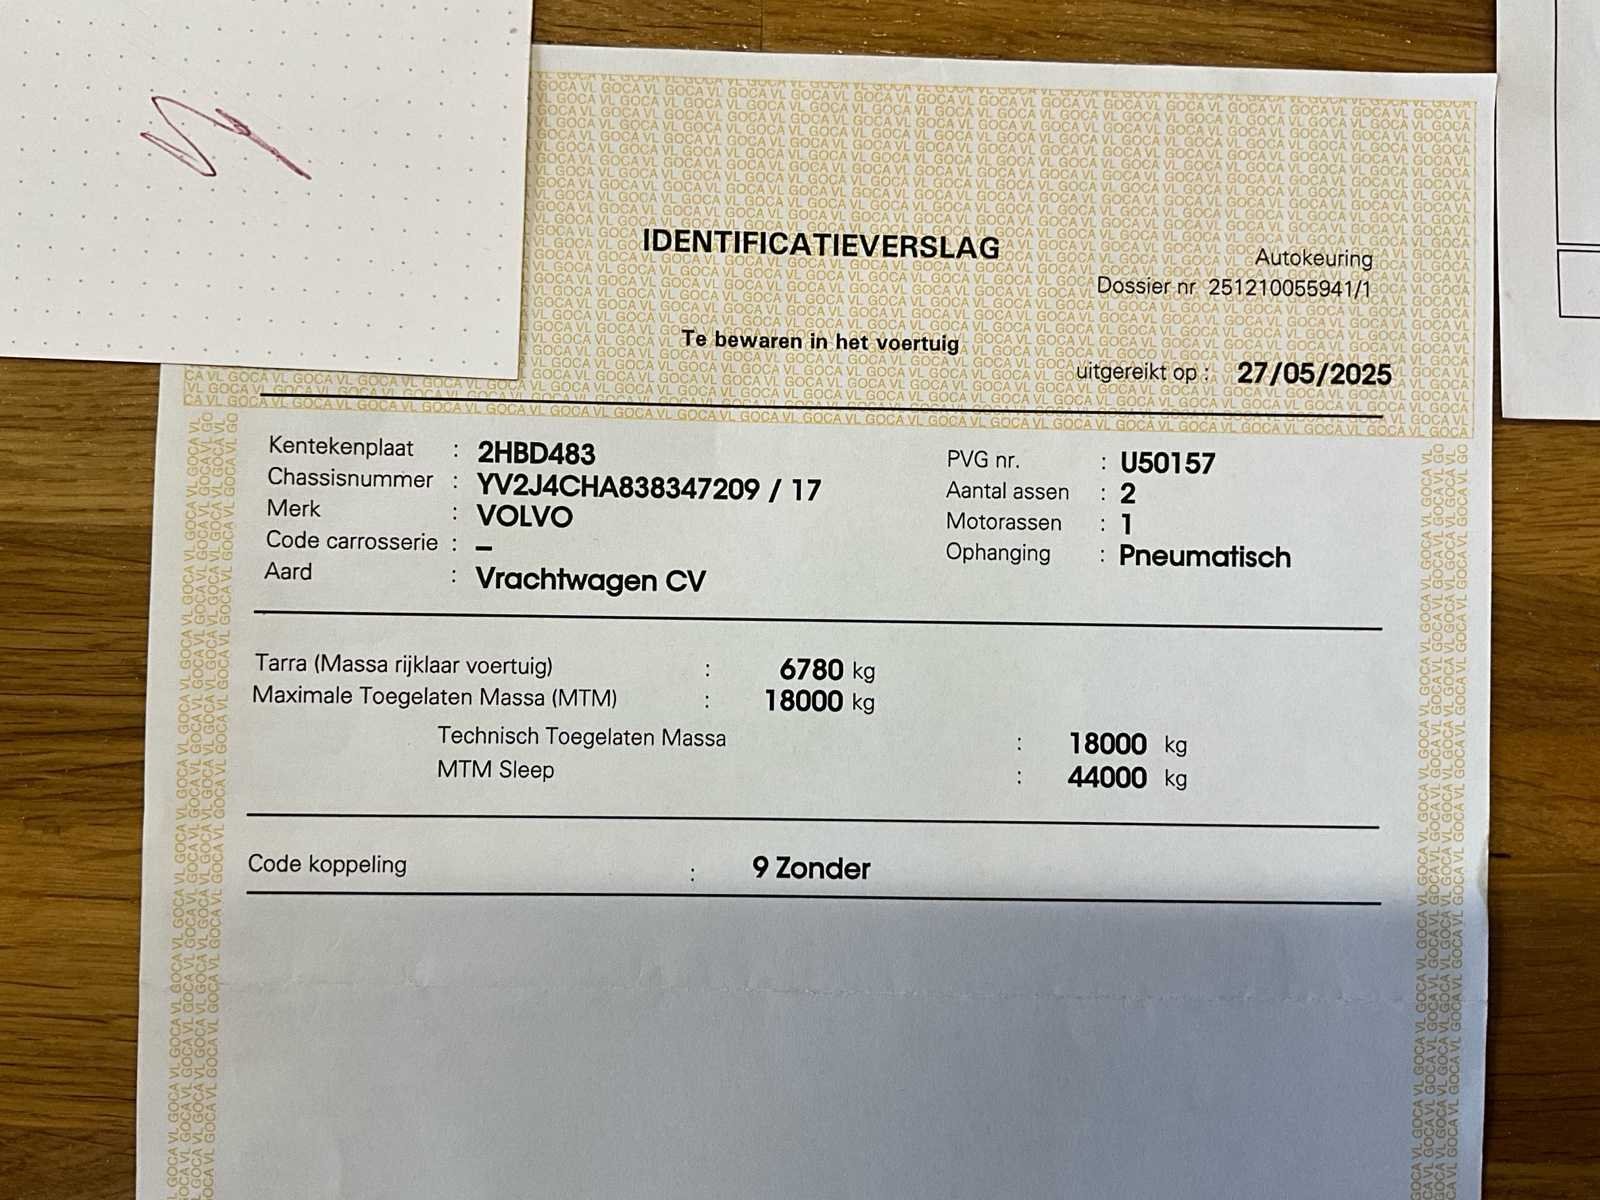 IDENTIFICATIEVERSLAG
Autokeuring
Dossier nr 251210055941/1
Te bewaren in het voertuig
uitgereikt op : 27/05/2025
Kentekenplaat : 2HBD483
Chassisnummer : YV2J4CHA838347209 / 17
Merk : VOLVO
Code carrosserie : –
Aard : Vrachtwagen CV
PVG nr. : U50157
Aantal assen : 2
Motorassen : 1
Ophanging : Pneumatisch
Tarra (Massa rijklaar voertuig) : 6780 kg
Maximale Toegelaten Massa (MTM) : 18000 kg
Technisch Toegelaten Massa : 18000 kg
MTM Sleep : 44000 kg
Code koppeling : 9 Zonder